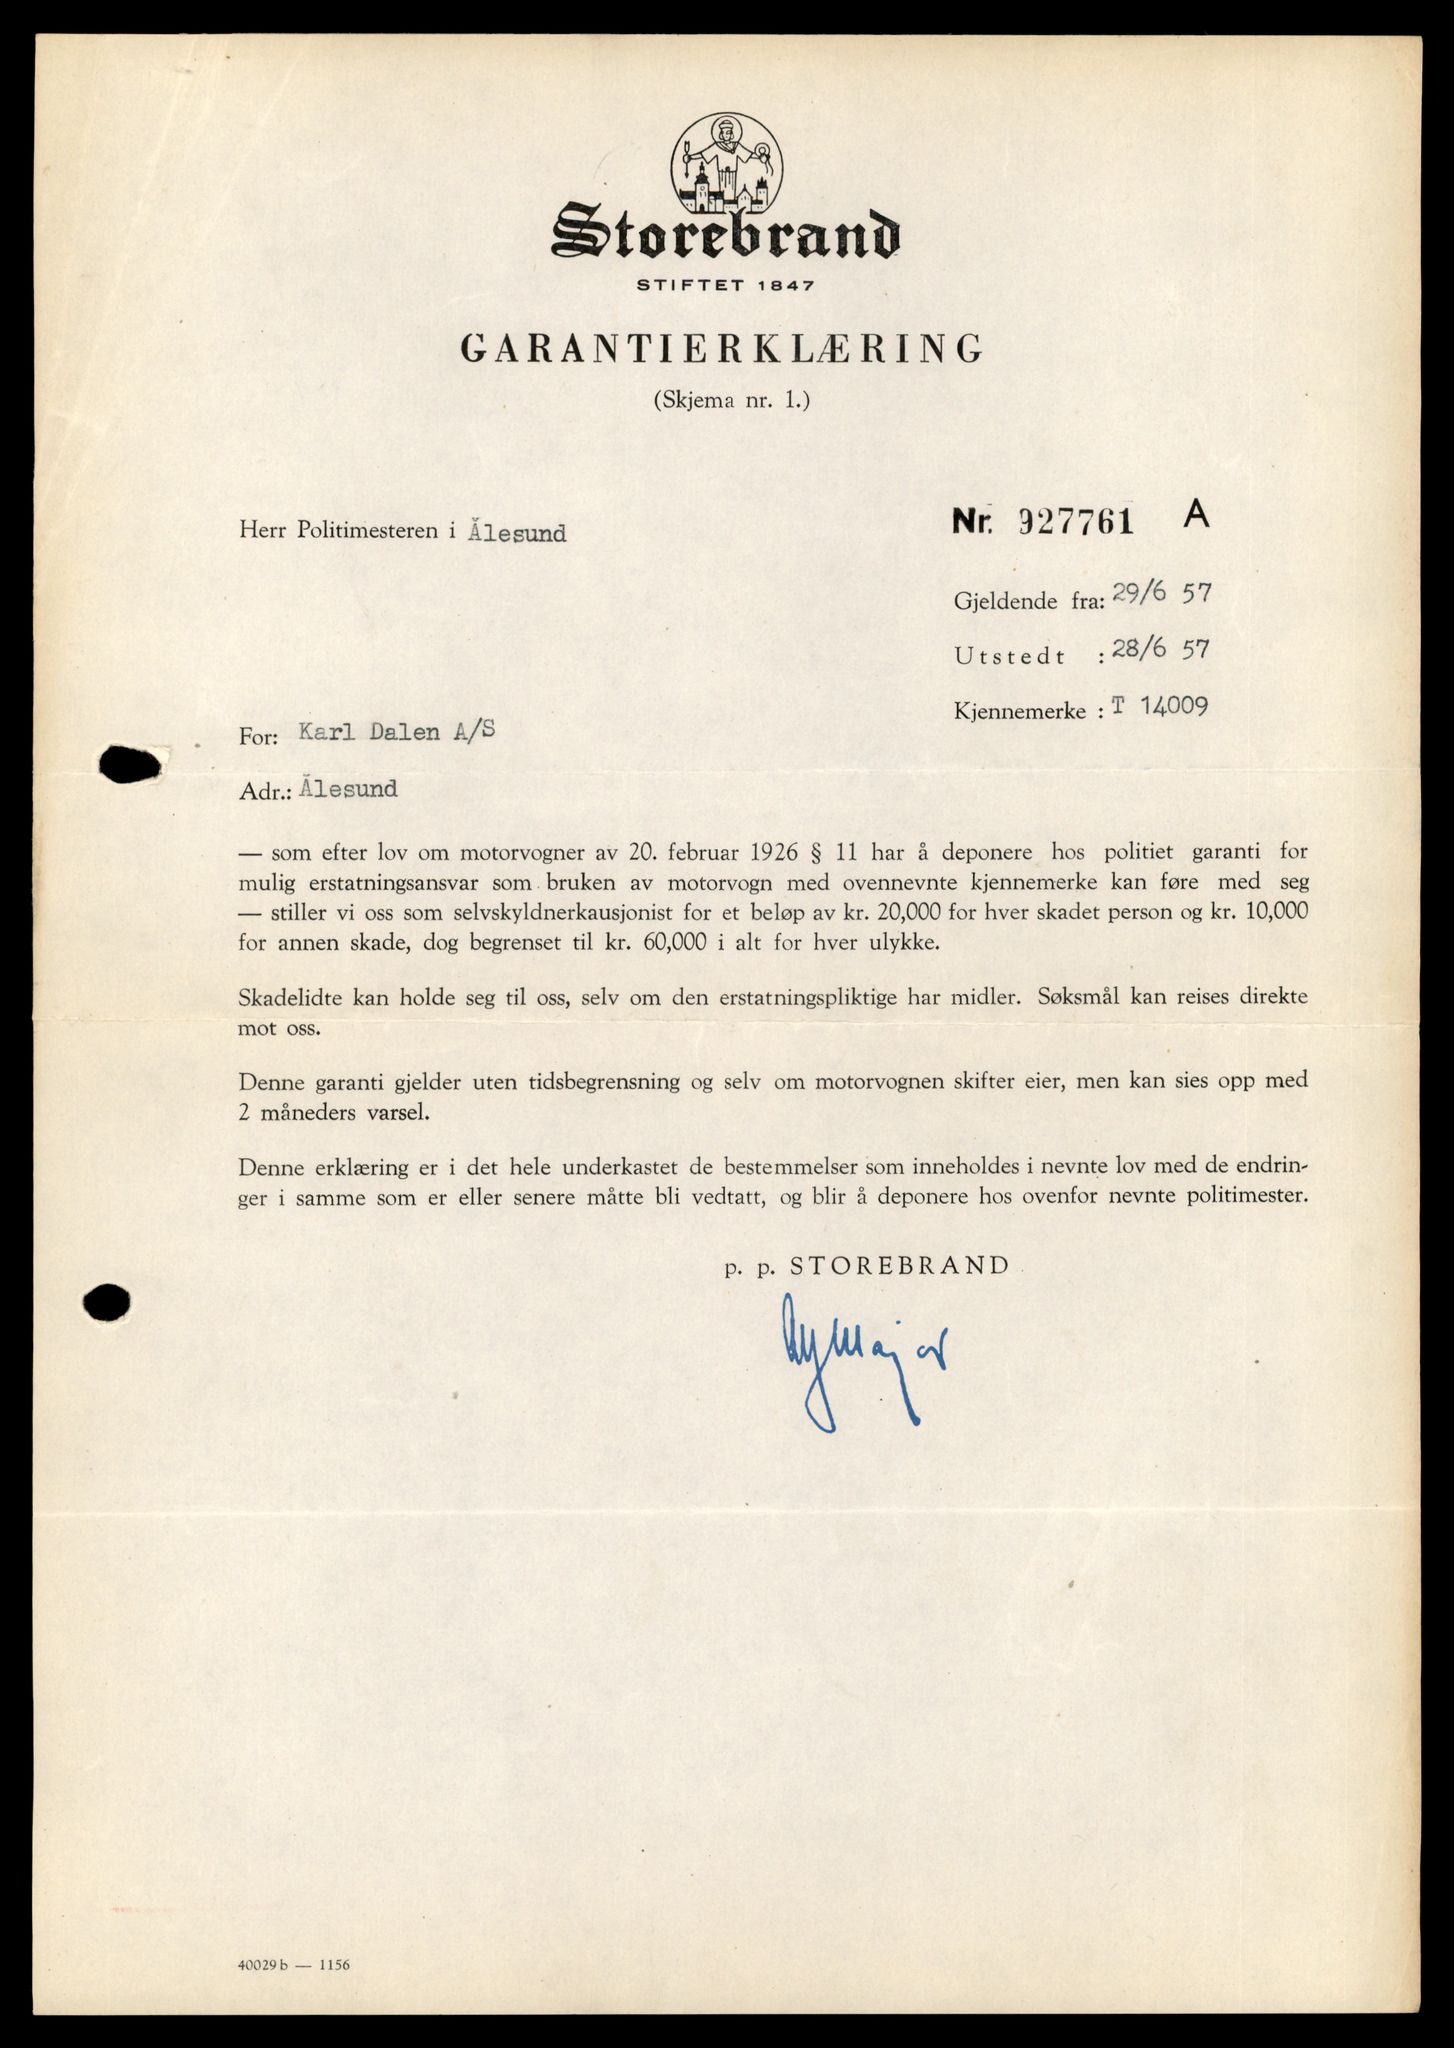 Storebrand
STIFTET 1847
GARANTIERKLÆRING
(Skjema nr. 1.)
Herr Politimesteren i Ålesund
Nr. 927761 A
Gjeldende fra: 29/6 57
Utstedt : 28/6 57
Kjennemerke : T 14009
For: Karl Dalen A/S
Adr.: Ålesund
— som efter lov om motorvogner av 20. februar 1926 § 11 har å deponere hos politiet garanti for
mulig erstatningsansvar som bruken av motorvogn med ovennevnte kjennemerke kan føre med seg
— stiller vi oss som selvskyldnerkausjonist for et beløp av kr. 20,000 for hver skadet person og kr. 10,000
for annen skade, dog begrenset til kr. 60,000 i alt for hver ulykke.
Skadelidte kan holde seg til oss, selv om den erstatningspliktige har midler. Søksmål kan reises direkte
mot oss.
Denne garanti gjelder uten tidsbegrensning og selv om motorvognen skifter eier, men kan sies opp med
2 måneders varsel.
Denne erklæring er i det hele underkastet de bestemmelser som inneholdes i nevnte lov med de endrin-
ger i samme som er eller senere måtte bli vedtatt, og blir å deponere hos ovenfor nevnte politimester.
p. p. STOREBRAND
40029 b — 1156